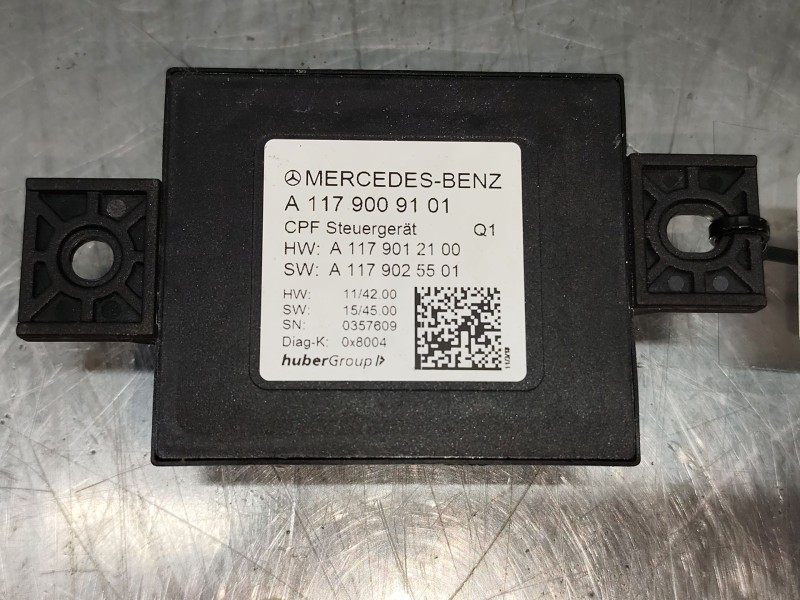 MERCEDES-BENZ
A 117 900 91 01
CPF Steuergerät Q1
HW: A 117 901 21 00
SW: A 117 902 55 01
HW: 11/42.00
SW: 15/45.00
SN: 0357609
Diag-K: 0x8004
huberGroup